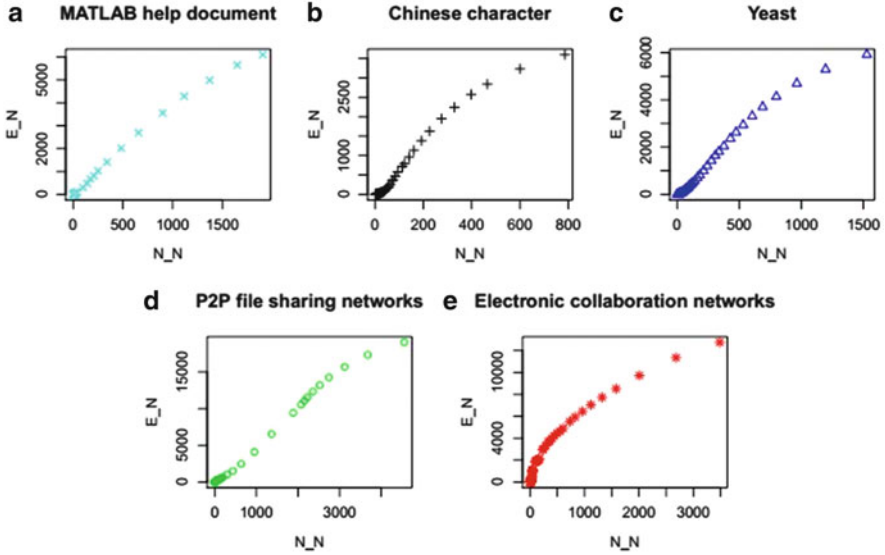 a MATLAB help document
E_N
0 2000 5000
0 500 1000 1500
N_N
b Chinese character
E_N
0 1000 2500
0 200 400 600 800
N_N
c Yeast
E_N
0 2000 4000 6000
0 500 1000 1500
N_N
d P2P file sharing networks
E_N
0 5000 15000
0 1000 3000
N_N
e Electronic collaboration networks
E_N
0 4000 10000
0 1000 2000 3000
N_N